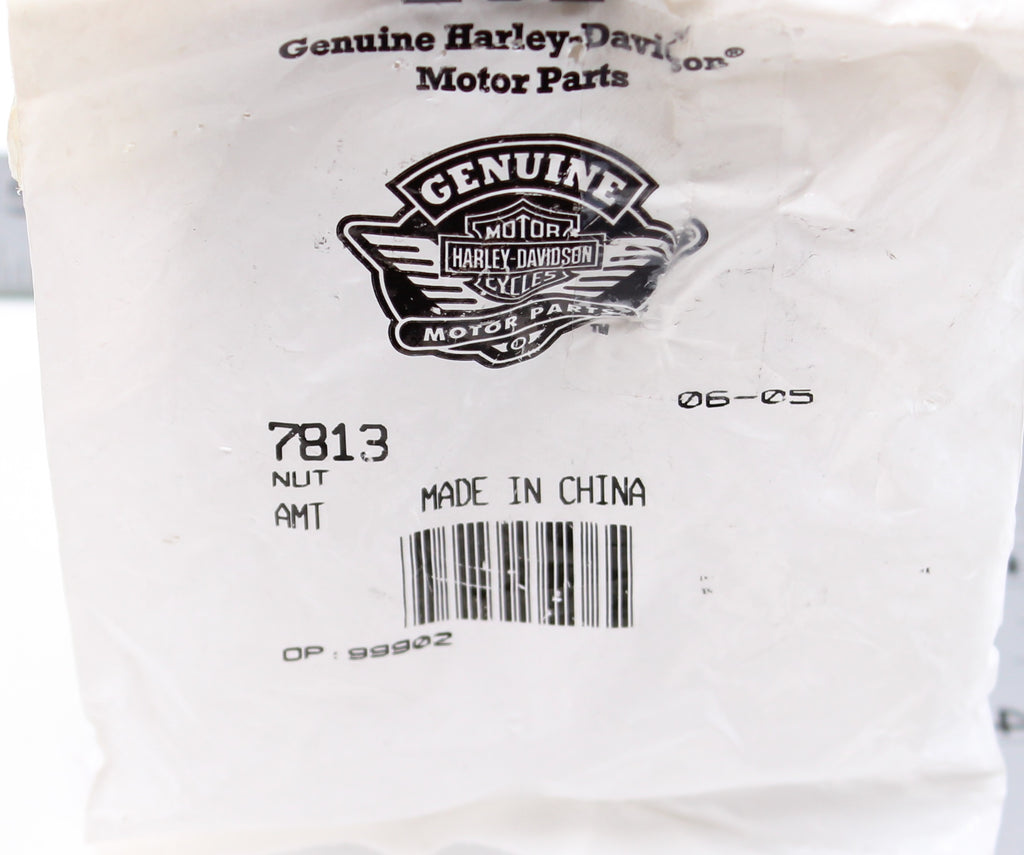 Genuine Harley-Davidson®
Motor Parts
GENUINE
MOTOR
HARLEY-DAVIDSON
CYCLES
MOTOR PARTS
TM
06-05
7813
NUT
AMT
MADE IN CHINA
OP: 99902